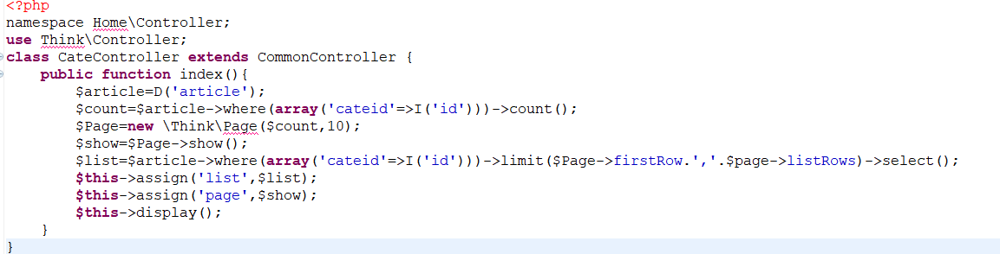 <?php
namespace Home\Controller;
use Think\Controller;
class CateController extends CommonController {
    public function index(){
        $article=D('article');
        $count=$article->where(array('cateid'=>I('id')))->count();
        $Page=new \Think\Page($count,10);
        $show=$Page->show();
        $list=$article->where(array('cateid'=>I('id')))->limit($Page->firstRow.','.$page->listRows)->select();
        $this->assign('list',$list);
        $this->assign('page',$show);
        $this->display();
    }
}